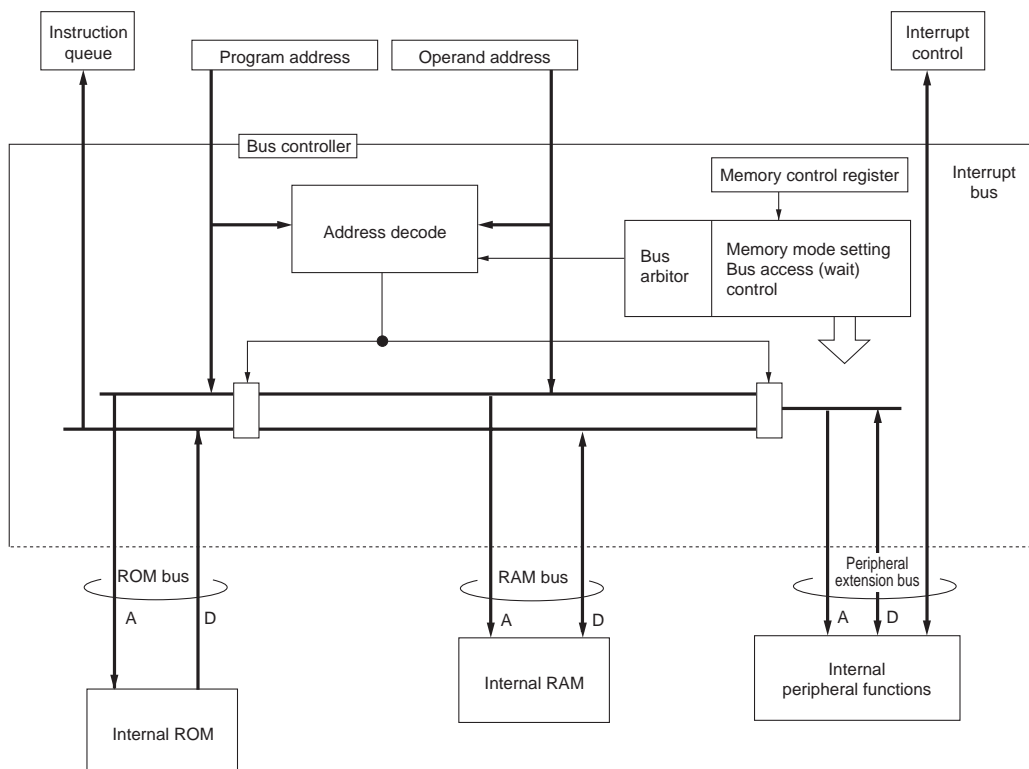 Instruction
queue
Program address
Operand address
Interrupt
control
Bus controller
Interrupt
bus
Memory control register
Address decode
Bus
arbitor
Memory mode setting
Bus access (wait)
control
ROM bus
A
D
RAM bus
A
D
Peripheral
extension bus
A
D
Internal ROM
Internal RAM
Internal
peripheral functions